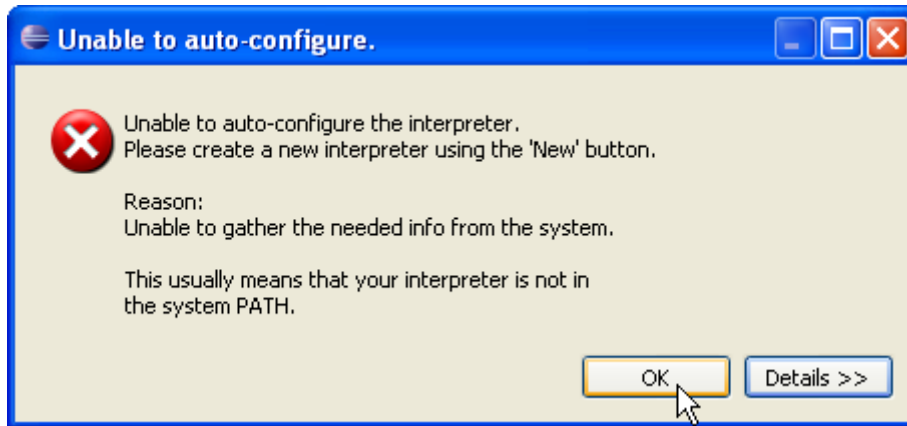 Unable to auto-configure.
Unable to auto-configure the interpreter.
Please create a new interpreter using the 'New' button.
Reason:
Unable to gather the needed info from the system.
This usually means that your interpreter is not in
the system PATH.
OK
Details >>